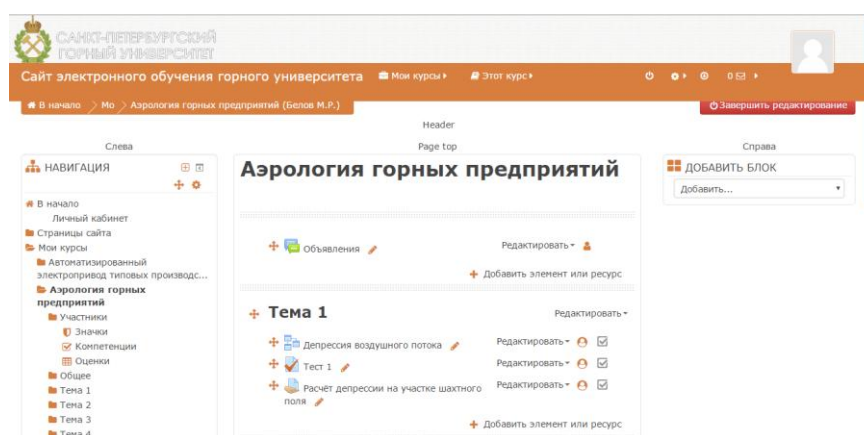 САНКТ-ПЕТЕРБУРГСКИЙ
ГОРНЫЙ УНИВЕРСИТЕТ
Сайт электронного обучения горного университета Мои курсы Этот курс 0
В начало Мо Аэрология горных предприятий (Белов М.Р.) Завершить редактирование
Header
Слева Page top Справа
НАВИГАЦИЯ
В начало
Личный кабинет
Страницы сайта
Мои курсы
Автоматизированный
электропривод типовых производс...
Аэрология горных
предприятий
Участники
Значки
Компетенции
Оценки
Общее
Тема 1
Тема 2
Тема 3
Тема 4
Аэрология горных предприятий
Объявления Редактировать
Добавить элемент или ресурс
Тема 1 Редактировать
Депрессия воздушного потока Редактировать
Тест 1 Редактировать
Расчёт депрессии на участке шахтного Редактировать
поля
Добавить элемент или ресурс
ДОБАВИТЬ БЛОК
Добавить...